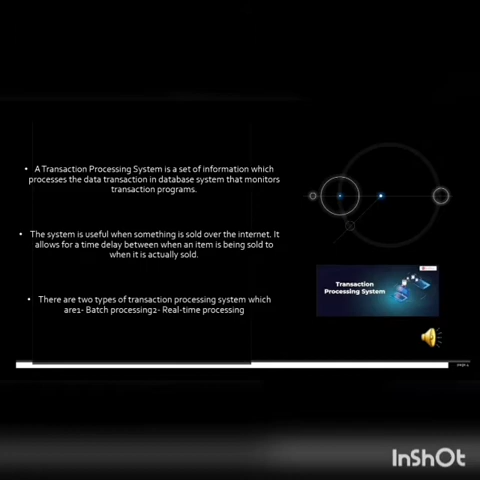 • A Transaction Processing System is a set of information which
processes the data transaction in database system that monitors
transaction programs.
• The system is useful when something is sold over the internet. It
allows for a time delay between when an item is being sold to
when it is actually sold.
• There are two types of transaction processing system which
are1- Batch processing2- Real-time processing
Transaction
Processing System
InShOt